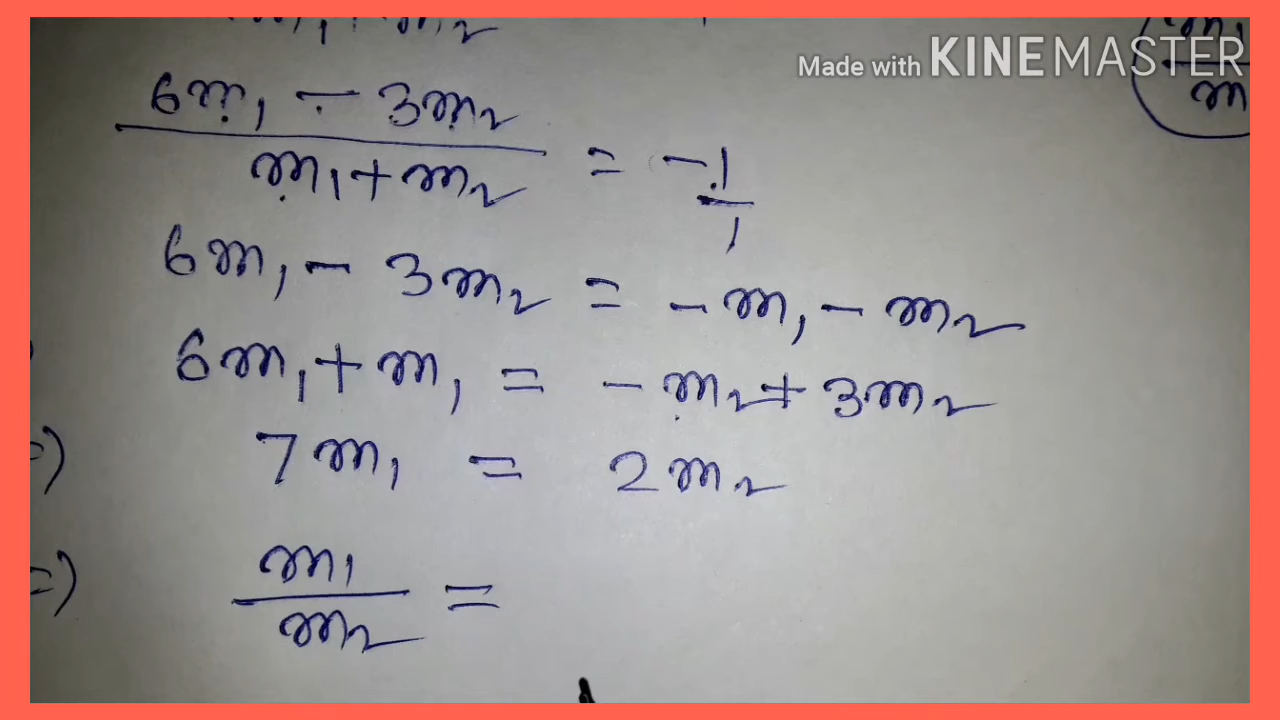 Made with KINEMASTER
6m₁ - 3m₂
m₁ + m₂ = -1/1
6m₁ - 3m₂ = -m₁ - m₂
6m₁ + m₁ = -m₂ + 3m₂
=) 7m₁ = 2m₂
=) m₁/m₂ =